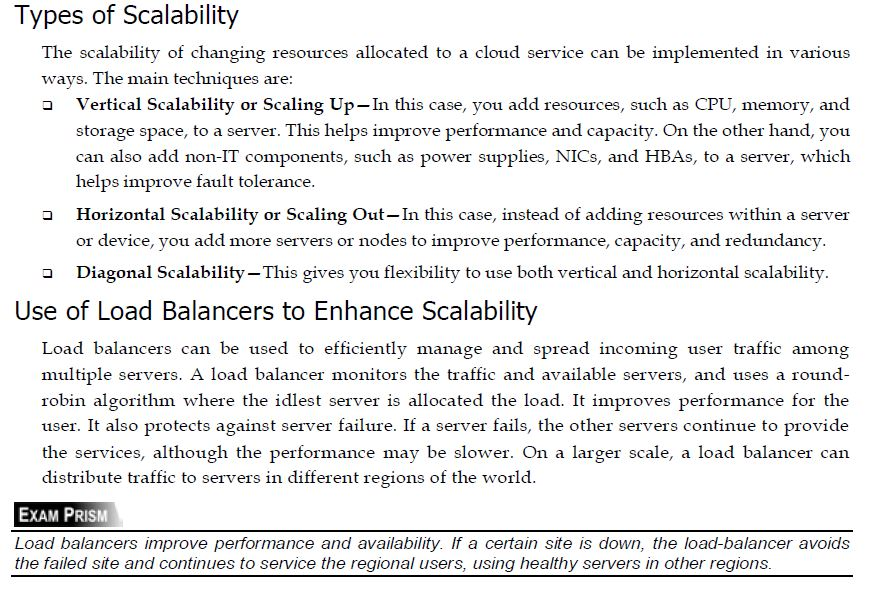 Types of Scalability
The scalability of changing resources allocated to a cloud service can be implemented in various
ways. The main techniques are:
❑ Vertical Scalability or Scaling Up—In this case, you add resources, such as CPU, memory, and
storage space, to a server. This helps improve performance and capacity. On the other hand, you
can also add non-IT components, such as power supplies, NICs, and HBAs, to a server, which
helps improve fault tolerance.
❑ Horizontal Scalability or Scaling Out—In this case, instead of adding resources within a server
or device, you add more servers or nodes to improve performance, capacity, and redundancy.
❑ Diagonal Scalability—This gives you flexibility to use both vertical and horizontal scalability.
Use of Load Balancers to Enhance Scalability
Load balancers can be used to efficiently manage and spread incoming user traffic among
multiple servers. A load balancer monitors the traffic and available servers, and uses a round-
robin algorithm where the idlest server is allocated the load. It improves performance for the
user. It also protects against server failure. If a server fails, the other servers continue to provide
the services, although the performance may be slower. On a larger scale, a load balancer can
distribute traffic to servers in different regions of the world.
EXAM PRISM
Load balancers improve performance and availability. If a certain site is down, the load-balancer avoids
the failed site and continues to service the regional users, using healthy servers in other regions.